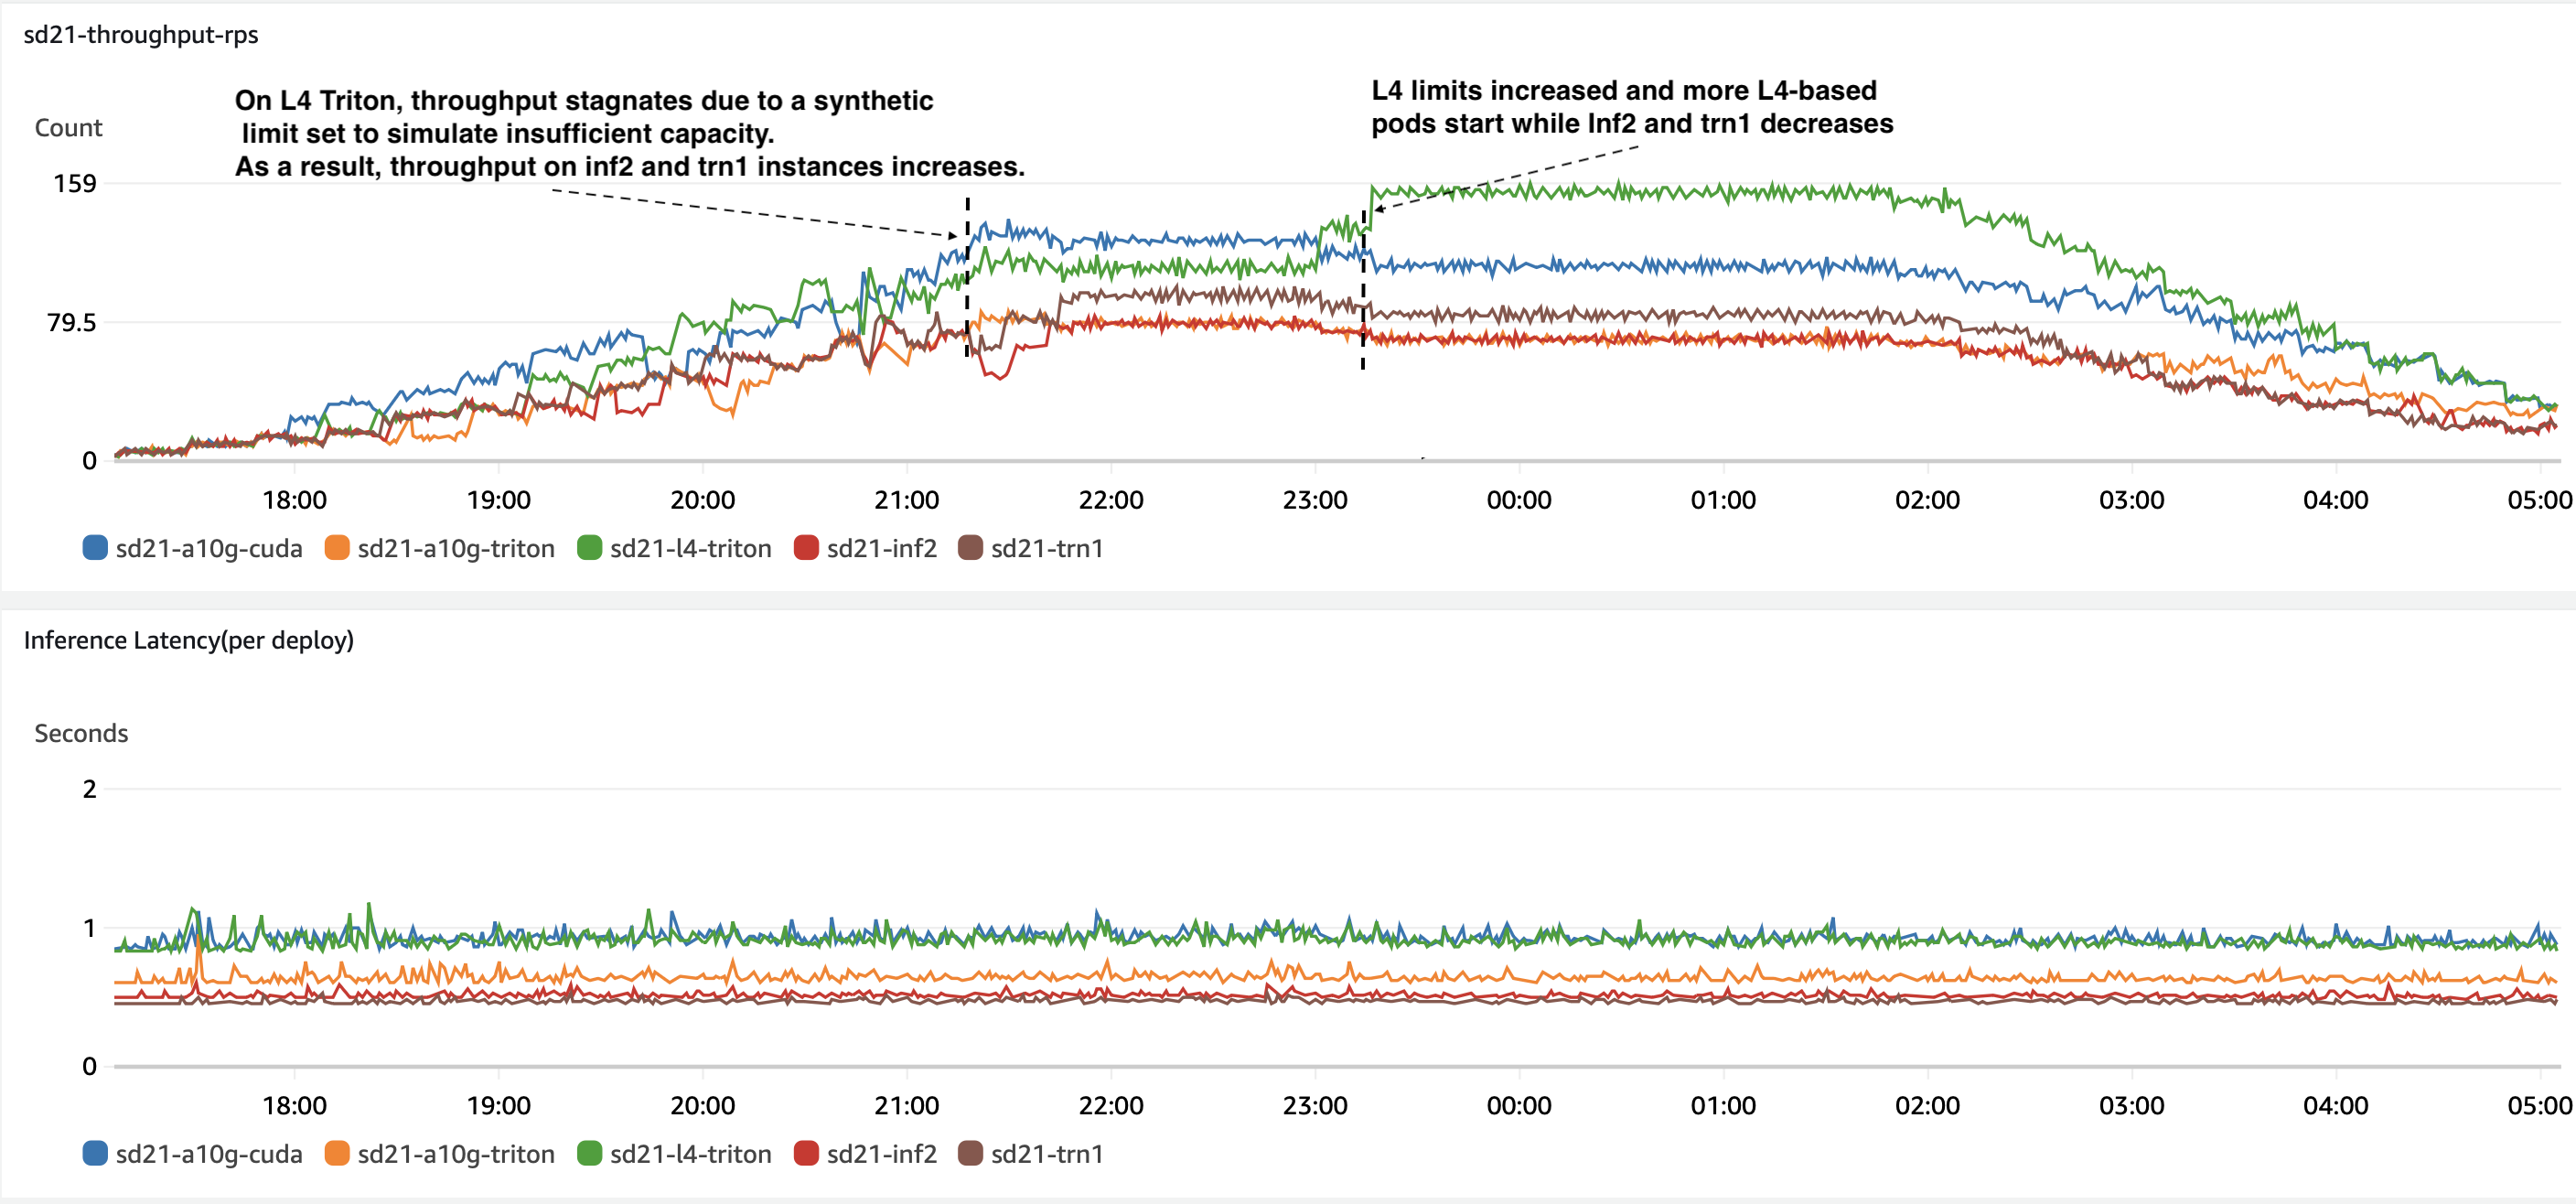 sd21-throughput-rps
On L4 Triton, throughput stagnates due to a synthetic
limit set to simulate insufficient capacity.
As a result, throughput on inf2 and trn1 instances increases.
L4 limits increased and more L4-based
pods start while Inf2 and trn1 decreases
Count
159
79.5
0
18:00 19:00 20:00 21:00 22:00 23:00 00:00 01:00 02:00 03:00 04:00 05:00
sd21-a10g-cuda sd21-a10g-triton sd21-l4-triton sd21-inf2 sd21-trn1
Inference Latency(per deploy)
Seconds
2
1
0
18:00 19:00 20:00 21:00 22:00 23:00 00:00 01:00 02:00 03:00 04:00 05:00
sd21-a10g-cuda sd21-a10g-triton sd21-l4-triton sd21-inf2 sd21-trn1